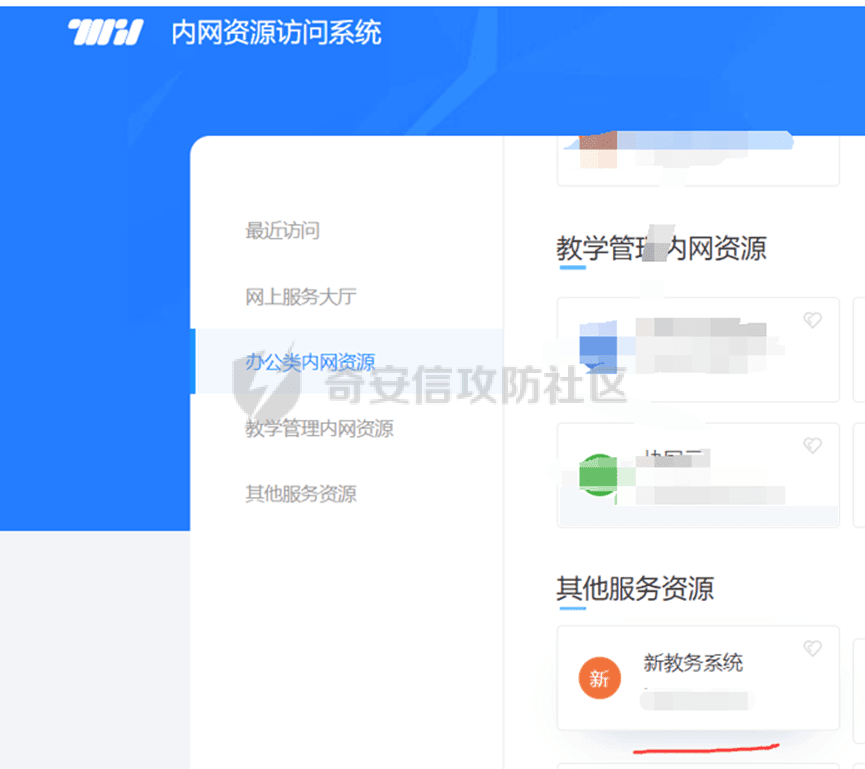 内网资源访问系统
最近访问
网上服务大厅
办公类内网资源
教学管理内网资源
其他服务资源
奇安信攻防社区
教学管理内网资源
其他服务资源
新
新教务系统